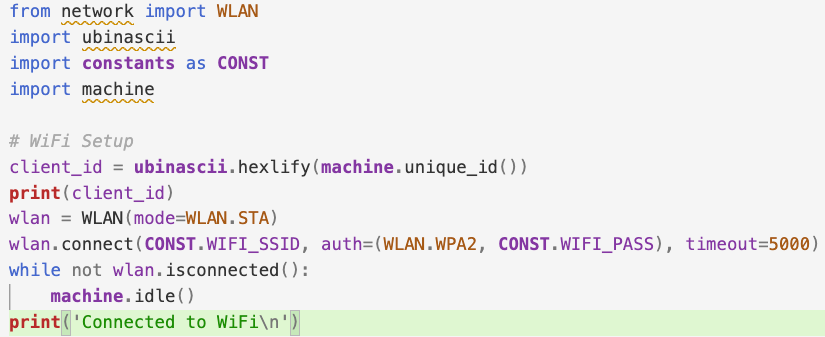 from network import WLAN
import ubinascii
import constants as CONST
import machine

# WiFi Setup
client_id = ubinascii.hexlify(machine.unique_id())
print(client_id)
wlan = WLAN(mode=WLAN.STA)
wlan.connect(CONST.WIFI_SSID, auth=(WLAN.WPA2, CONST.WIFI_PASS), timeout=5000)
while not wlan.isconnected():
    machine.idle()
print('Connected to WiFi\n')